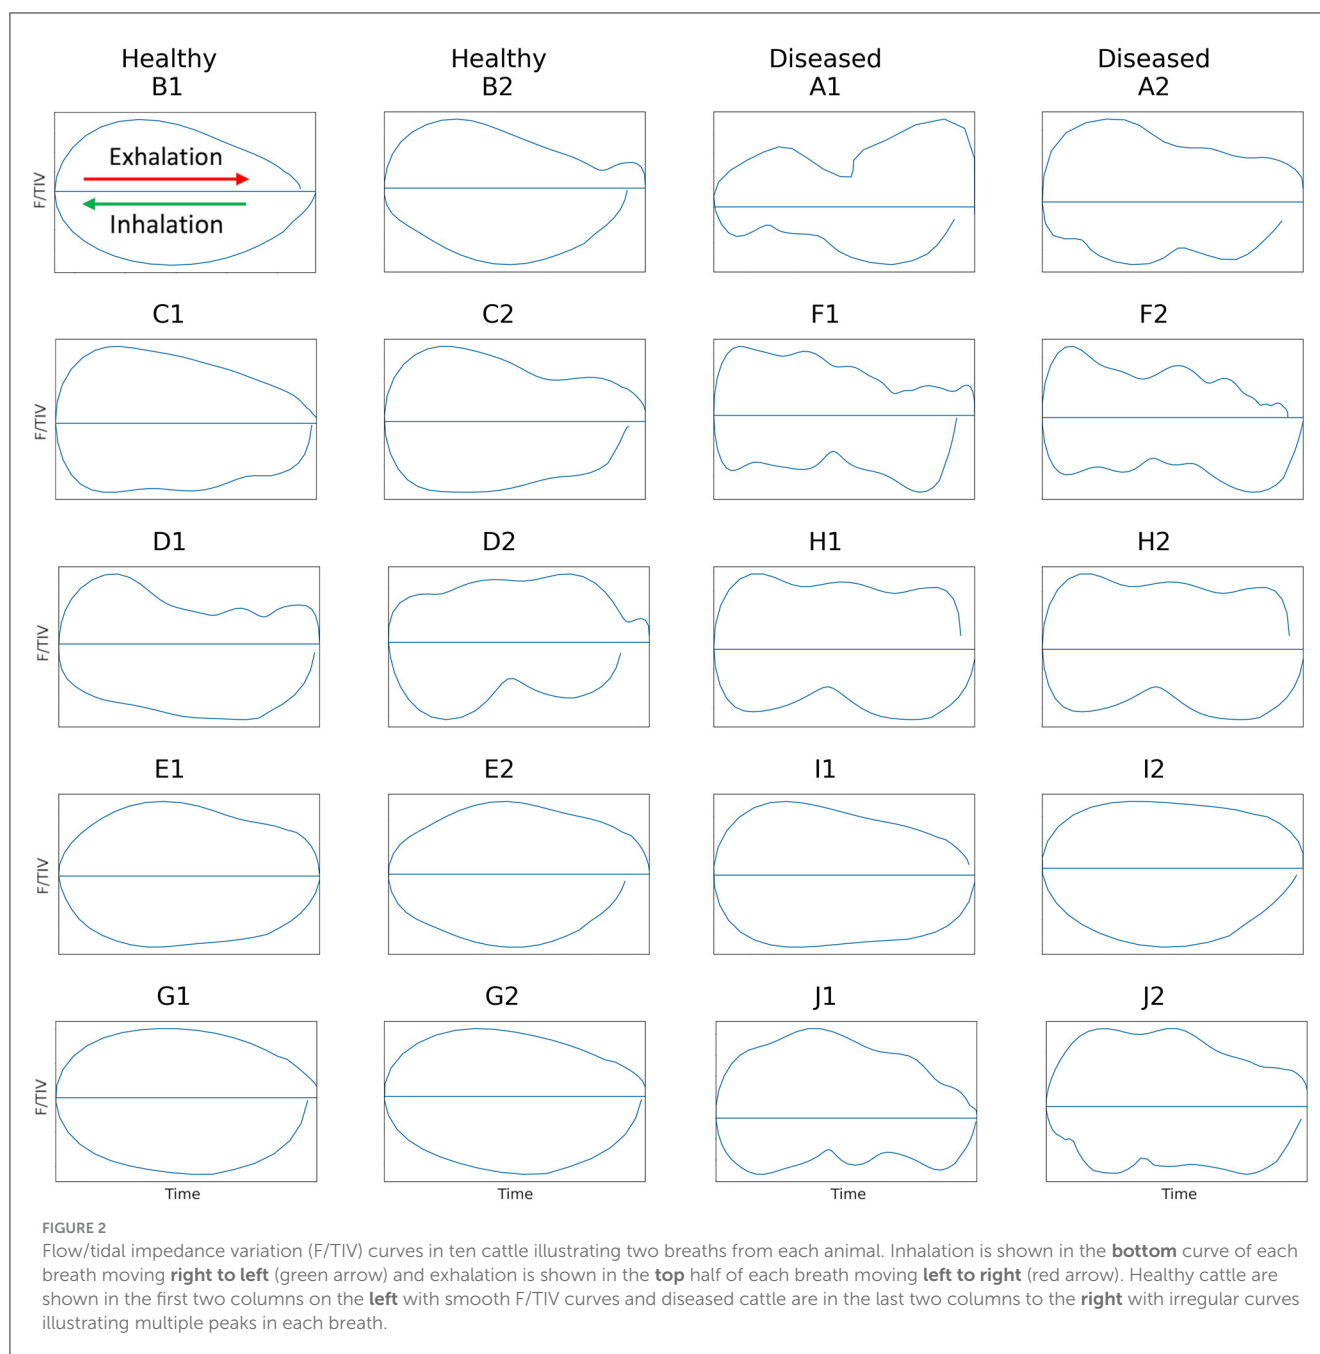 Healthy
B1
Healthy
B2
Diseased
A1
Diseased
A2
F/TIV
Exhalation
Inhalation
C1
C2
F1
F2
F/TIV
D1
D2
H1
H2
F/TIV
E1
E2
I1
I2
F/TIV
G1
G2
J1
J2
F/TIV
Time
Time
Time
FIGURE 2
Flow/tidal impedance variation (F/TIV) curves in ten cattle illustrating two breaths from each animal. Inhalation is shown in the bottom curve of each
breath moving right to left (green arrow) and exhalation is shown in the top half of each breath moving left to right (red arrow). Healthy cattle are
shown in the first two columns on the left with smooth F/TIV curves and diseased cattle are in the last two columns to the right with irregular curves
illustrating multiple peaks in each breath.